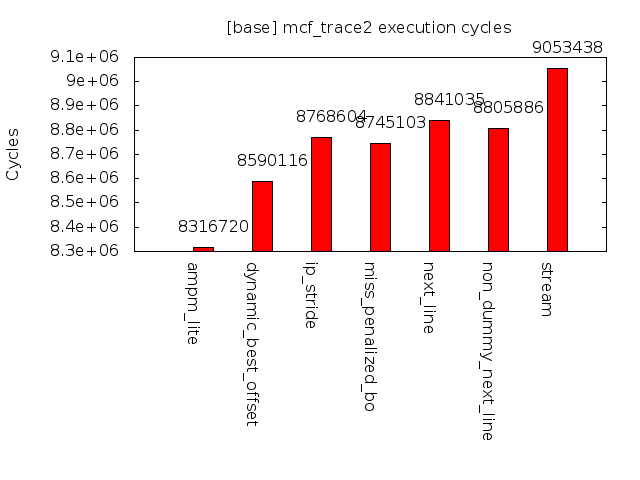 [base] mcf_trace2 execution cycles
Cycles
9.1e+06
9e+06
8.9e+06
8.8e+06
8.7e+06
8.6e+06
8.5e+06
8.4e+06
8.3e+06
8316720
8590116
8768604
8745103
8841035
8805886
9053438
ampm_lite
dynamic_best_offset
ip_stride
miss_penalized_bo
next_line
non_dummy_next_line
stream